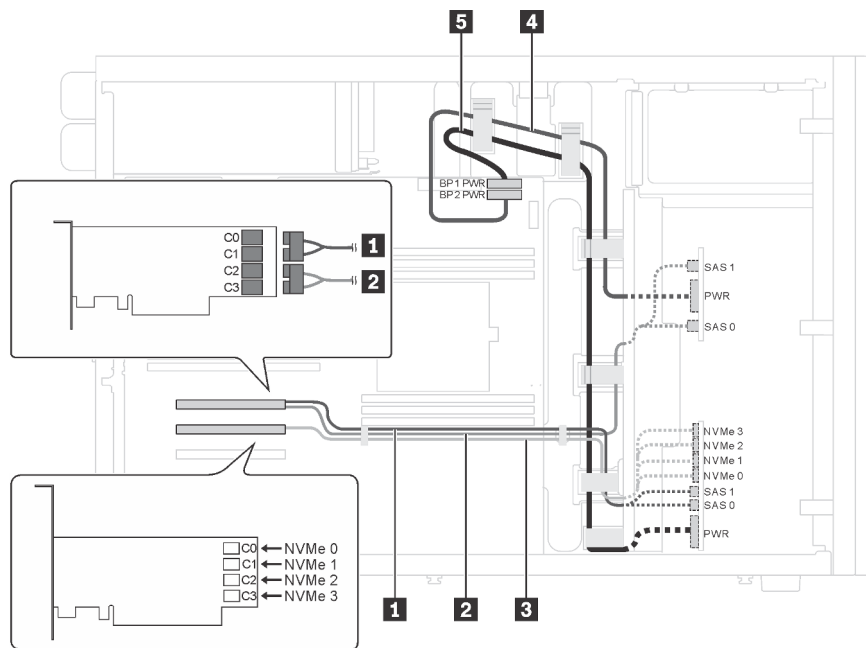 5 4
BP1 PWR
BP2 PWR
C0
C1
C2
C3
1
2
SAS 1
PWR
SAS 0
NVMe 3
NVMe 2
NVMe 1
NVMe 0
SAS 1
SAS 0
PWR
C0 NVMe 0
C1 NVMe 1
C2 NVMe 2
C3 NVMe 3
1 2 3